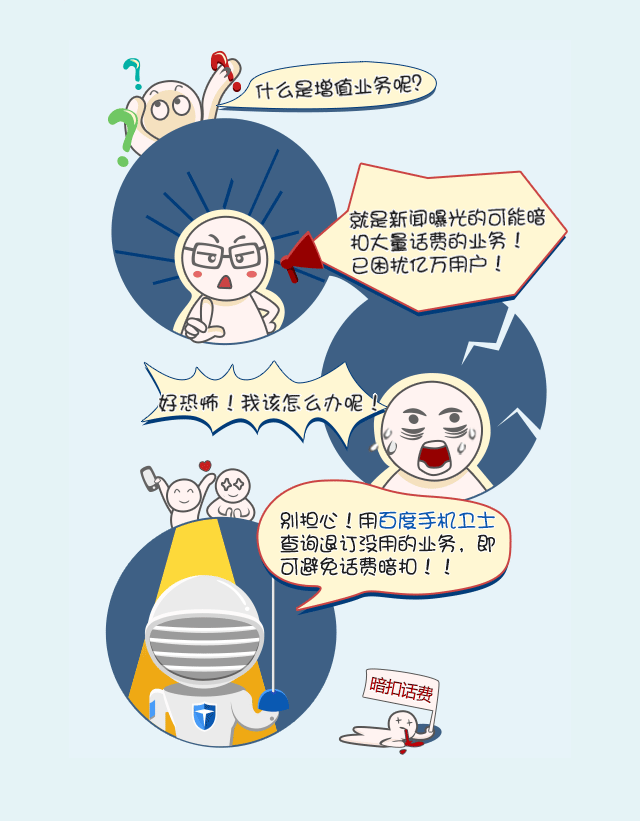 什么是增值业务呢?
就是新闻曝光的可能暗
扣大量话费的业务！
已困扰亿万用户！
好恐怖！我该怎么办呢！
别担心！用百度手机卫士
查询退订没用的业务，即
可避免话费暗扣！！
暗扣话费